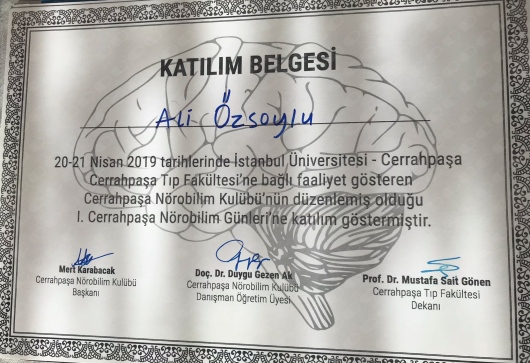 KATILIM BELGESİ
Ali Özsoylu
20-21 Nisan 2019 tarihlerinde İstanbul Üniversitesi - Cerrahpaşa
Cerrahpaşa Tıp Fakültesi'ne bağlı faaliyet gösteren
Cerrahpaşa Nörobilim Kulübü'nün düzenlemiş olduğu
I. Cerrahpaşa Nörobilim Günleri'ne katılım göstermiştir.
Mert Karabacak
Cerrahpaşa Nörobilim Kulübü
Başkanı
Doç. Dr. Duygu Gezen Ak
Cerrahpaşa Nörobilim Kulübü
Danışman Öğretim Üyesi
Prof. Dr. Mustafa Sait Gönen
Cerrahpaşa Tıp Fakültesi
Dekanı